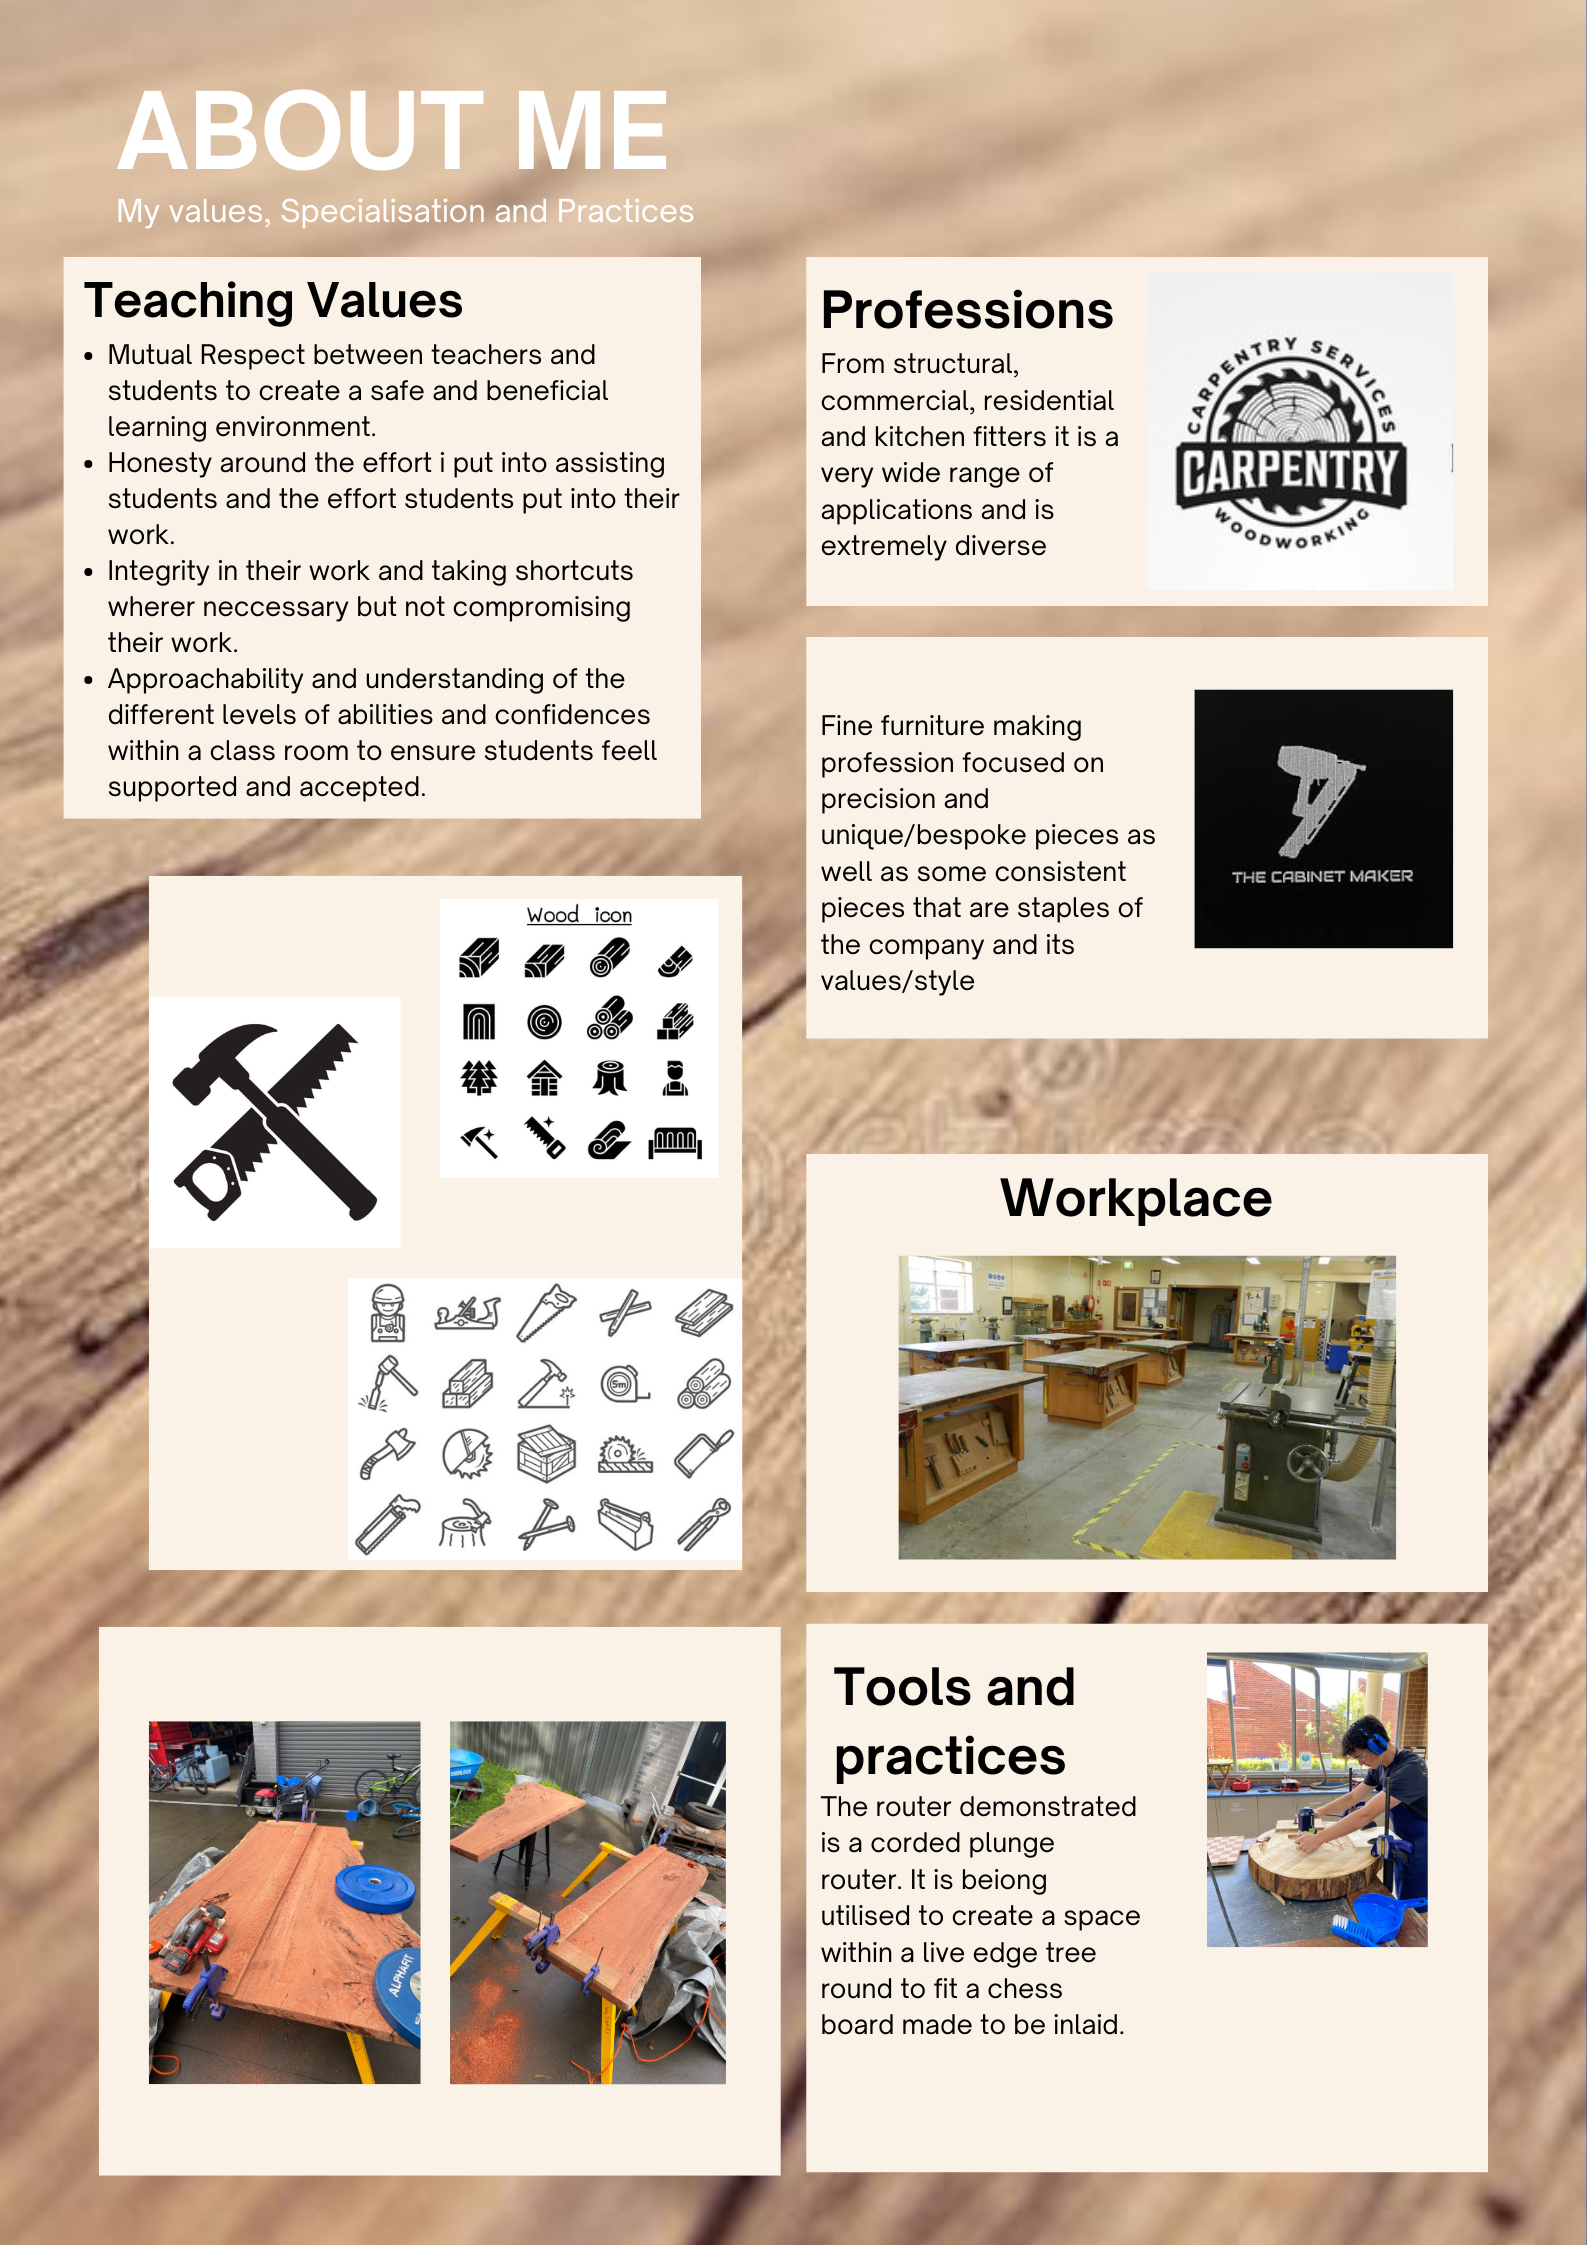 ABOUT ME
My values, Specialisation and Practices
Teaching Values
• Mutual Respect between teachers and
students to create a safe and beneficial
learning environment.
• Honesty around the effort i put into assisting
students and the effort students put into their
work.
• Integrity in their work and taking shortcuts
wherer neccessary but not compromising
their work.
• Approachability and understanding of the
different levels of abilities and confidences
within a class room to ensure students feell
supported and accepted.
Professions
From structural,
commercial, residential
and kitchen fitters it is a
very wide range of
applications and is
extremely diverse
CARPENTRY SERVICES
CARPENTRY
WOODWORKING
Fine furniture making
profession focused on
precision and
unique/bespoke pieces as
well as some consistent
pieces that are staples of
the company and its
values/style
THE CABINET MAKER
Wood icon
5m
Workplace
ALPHAFIT
Tools and
practices
The router demonstrated
is a corded plunge
router. It is beiong
utilised to create a space
within a live edge tree
round to fit a chess
board made to be inlaid.